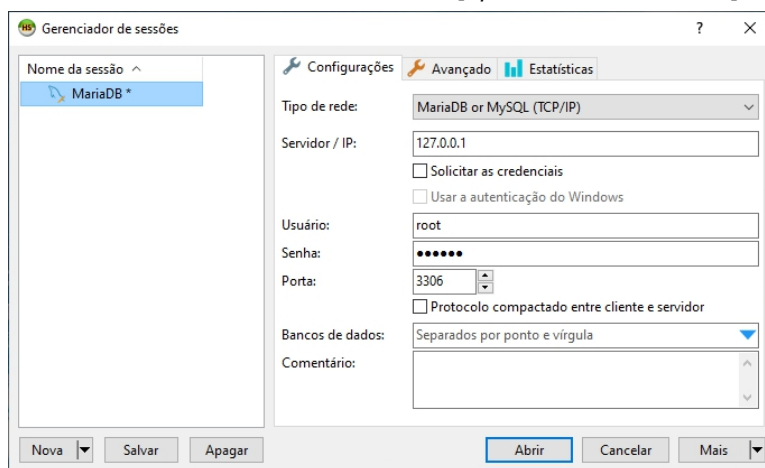 HS Gerenciador de sessões ? ×
Nome da sessão
MariaDB *
Configurações Avançado Estatísticas
Tipo de rede: MariaDB or MySQL (TCP/IP)
Servidor / IP: 127.0.0.1
Solicitar as credenciais
Usar a autenticação do Windows
Usuário: root
Senha: ●●●●●●
Porta: 3306
Protocolo compactado entre cliente e servidor
Bancos de dados: Separados por ponto e vírgula
Comentário:
Nova Salvar Apagar Abrir Cancelar Mais